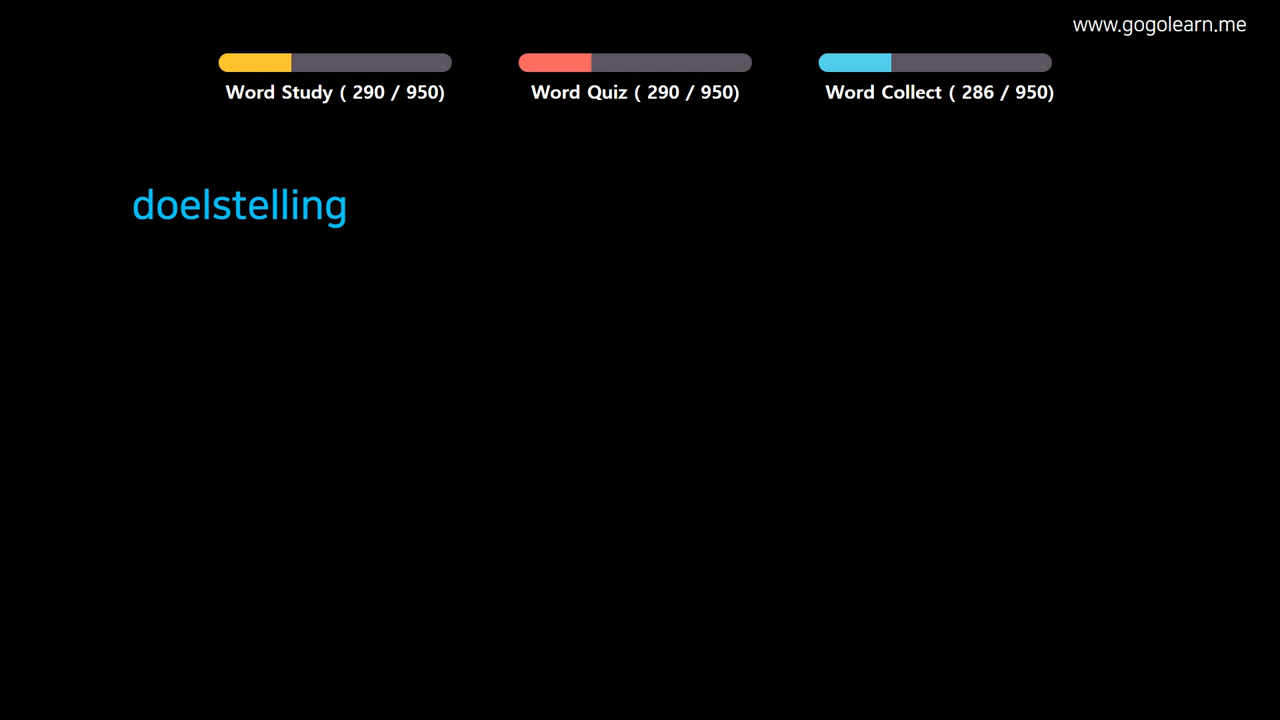 www.gogolearn.me
Word Study ( 290 / 950)
Word Quiz ( 290 / 950)
Word Collect ( 286 / 950)
doelstelling